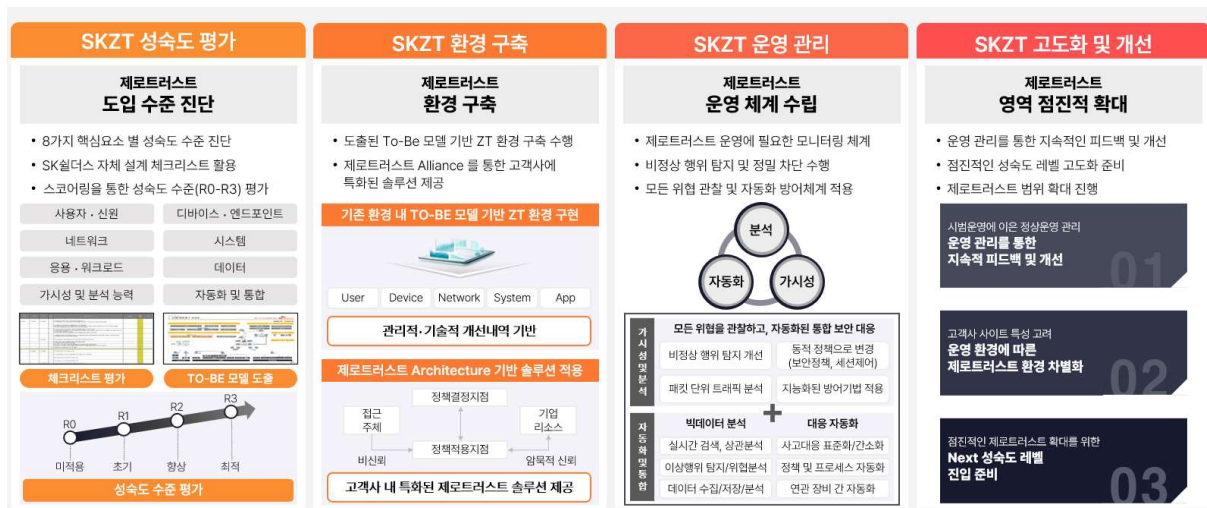 SKZT 성숙도 평가
제로트러스트
도입 수준 진단
• 8가지 핵심요소 별 성숙도 수준 진단
• SK쉴더스 자체 설계 체크리스트 활용
• 스코어링을 통한 성숙도 수준(R0-R3) 평가
사용자 · 신원
디바이스 · 엔드포인트
네트워크
시스템
응용 · 워크로드
데이터
가시성 및 분석 능력
자동화 및 통합
체크리스트 평가
TO-BE 모델 도출
R0
R1
R2
R3
미적용
초기
향상
최적
성숙도 수준 평가
SKZT 환경 구축
제로트러스트
환경 구축
• 도출된 To-Be 모델 기반 ZT 환경 구축 수행
• 제로트러스트 Alliance 를 통한 고객사에
특화된 솔루션 제공
기존 환경 내 TO-BE 모델 기반 ZT 환경 구현
User
Device
Network
System
App
관리적·기술적 개선내역 기반
제로트러스트 Architecture 기반 솔루션 적용
정책결정지점
접근
주체
기업
리소스
정책적용지점
비신뢰
암묵적 신뢰
고객사 내 특화된 제로트러스트 솔루션 제공
SKZT 운영 관리
제로트러스트
운영 체계 수립
• 제로트러스트 운영에 필요한 모니터링 체계
• 비정상 행위 탐지 및 정밀 차단 수행
• 모든 위협 관찰 및 자동화 방어체계 적용
분석
자동화
가시성
가시성및분석
모든 위협을 관찰하고, 자동화된 통합 보안 대응
비정상 행위 탐지 개선
동적 정책으로 변경
(보안정책, 세션제어)
패킷 단위 트래픽 분석
지능화된 방어기법 적용
+
자동화및통합
빅데이터 분석
대응 자동화
실시간 검색, 상관분석
사고대응 표준화/간소화
이상행위 탐지/위협분석
정책 및 프로세스 자동화
데이터 수집/저장/분석
연관 장비 간 자동화
SKZT 고도화 및 개선
제로트러스트
영역 점진적 확대
• 운영 관리를 통한 지속적인 피드백 및 개선
• 점진적인 성숙도 레벨 고도화 준비
• 제로트러스트 범위 확대 진행
시범운영에 이은 정상운영 관리
운영 관리를 통한
지속적 피드백 및 개선
01
고객사 사이트 특성 고려
운영 환경에 따른
제로트러스트 환경 차별화
02
점진적인 제로트러스트 확대를 위한
Next 성숙도 레벨
진입 준비
03